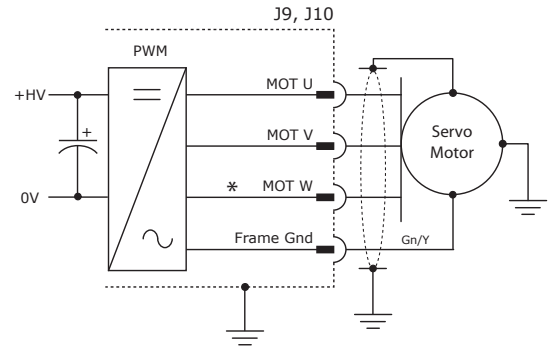 J9, J10
PWM
+HV
MOT U
+
MOT V
Servo
Motor
0V
*
MOT W
Frame Gnd
Gn/Y